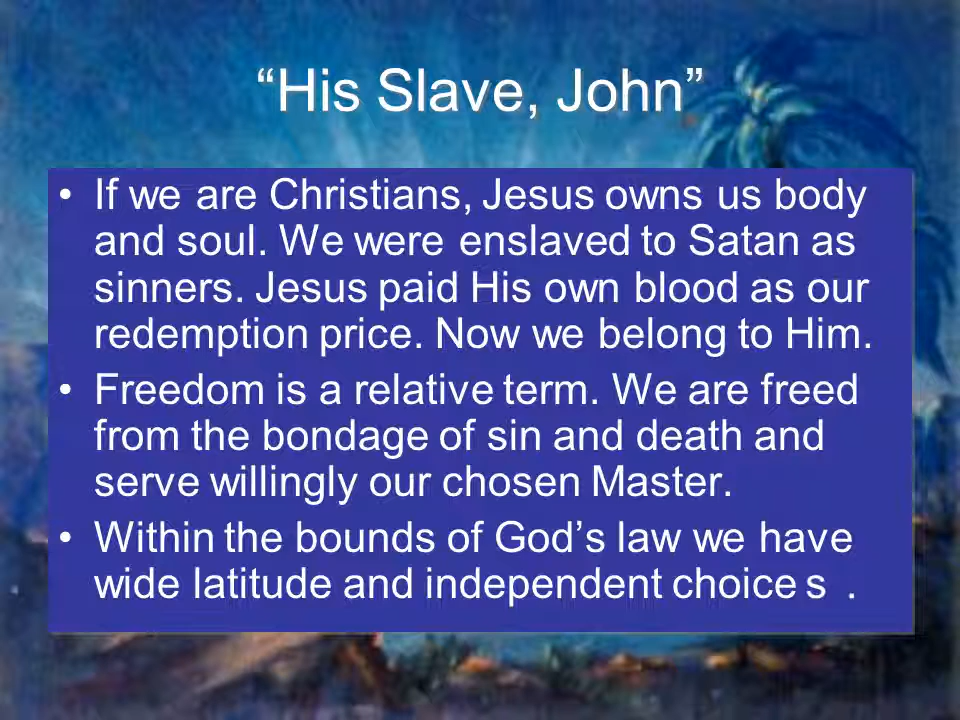 “His Slave, John”
• If we are Christians, Jesus owns us body
and soul. We were enslaved to Satan as
sinners. Jesus paid His own blood as our
redemption price. Now we belong to Him.
• Freedom is a relative term. We are freed
from the bondage of sin and death and
serve willingly our chosen Master.
• Within the bounds of God’s law we have
wide latitude and independent choice s .